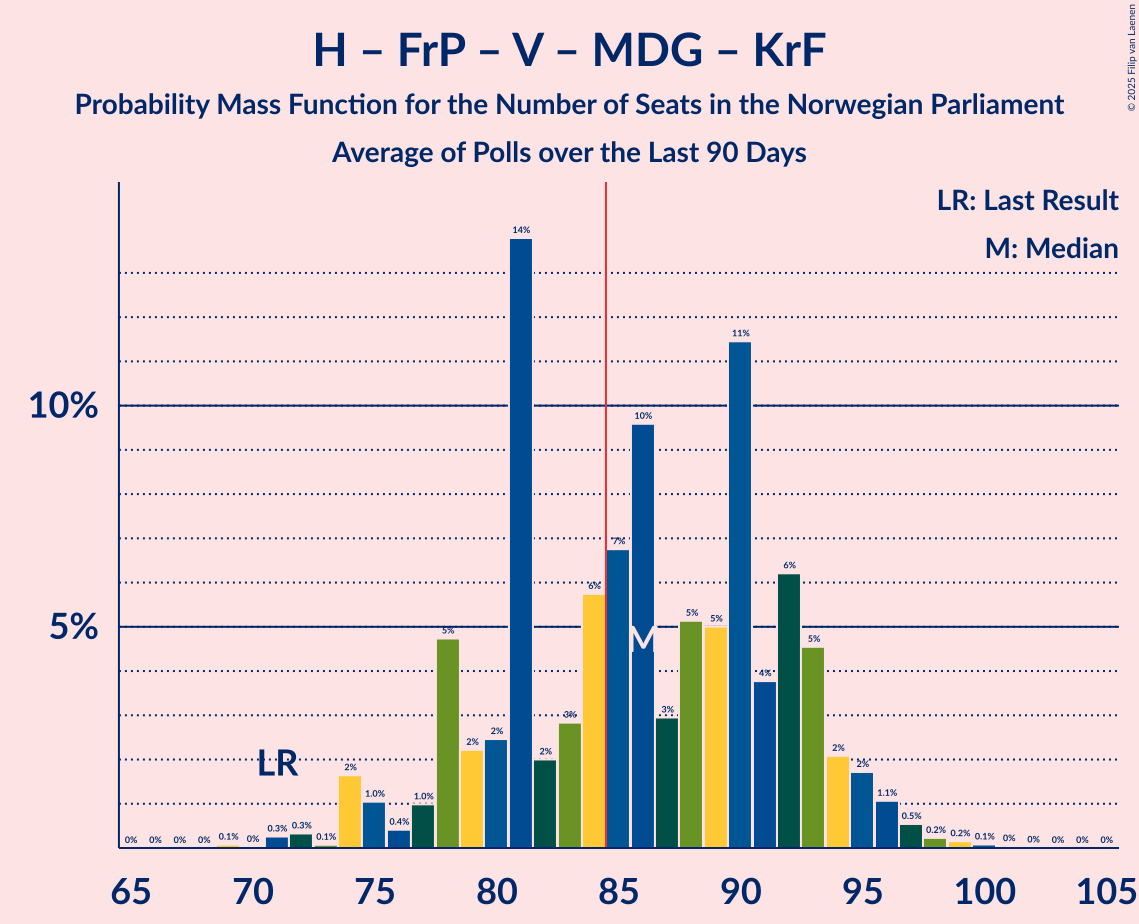 H – FrP – V – MDG – KrF
Probability Mass Function for the Number of Seats in the Norwegian Parliament
Average of Polls over the Last 90 Days
© 2025 Filip van Laenen
LR: Last Result
M: Median
10%
5%
LR
M
0% 0% 0% 0% 0.1% 0% 0.3% 0.3% 0.1% 2% 1.0% 0.4% 1.0% 5% 2% 2% 14% 2% 3% 6% 7% 10% 3% 5% 5% 11% 4% 6% 5% 2% 2% 1.1% 0.5% 0.2% 0.2% 0.1% 0% 0% 0% 0% 0%
65 70 75 80 85 90 95 100 105